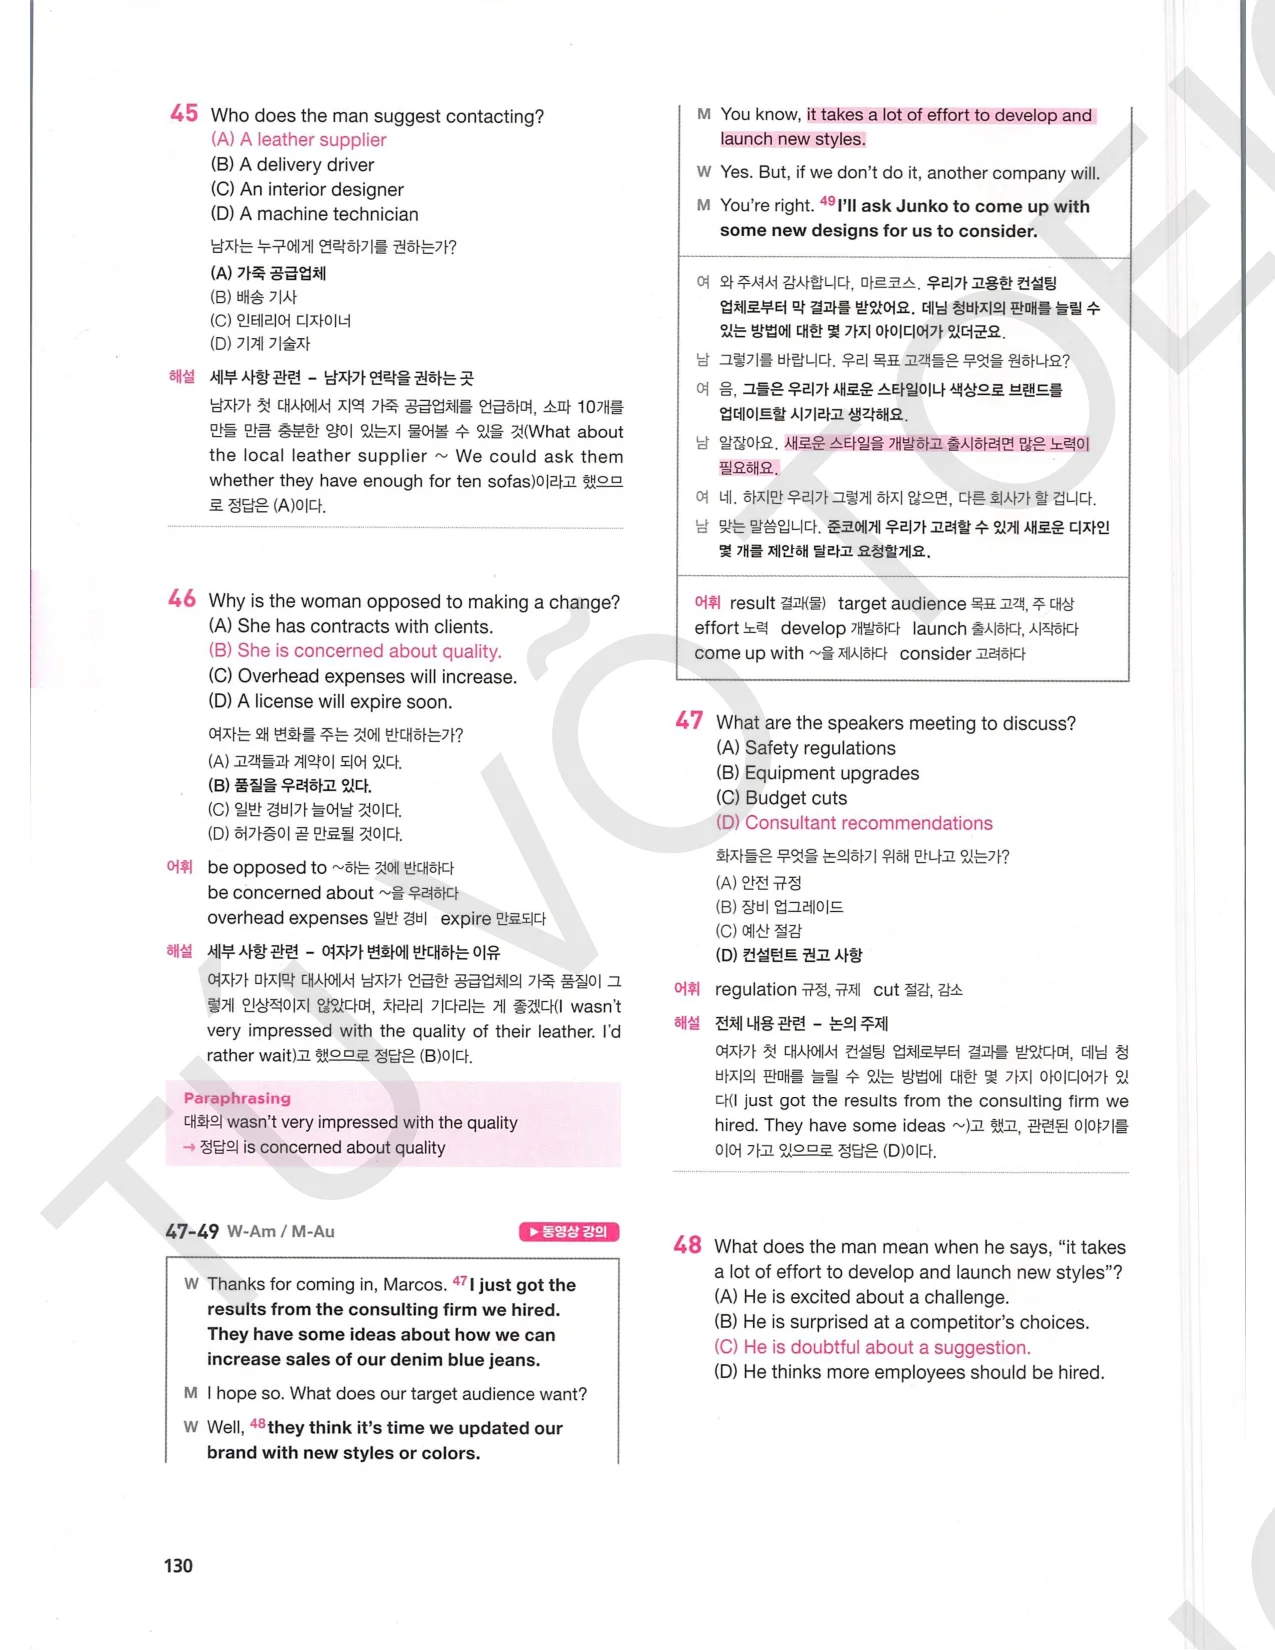 45 Who does the man suggest contacting?
(A) A leather supplier
(B) A delivery driver
(C) An interior designer
(D) A machine technician
남자는 누구에게 연락하기를 권하는가?
(A) 가죽 공급업체
(B) 배송 기사
(C) 인테리어 디자이너
(D) 기계 기술자
해설 세부 사항 관련 – 남자가 연락을 권하는 곳
남자가 첫 대사에서 지역 가죽 공급업체를 언급하며, 소파 10개를
만들 만큼 충분한 양이 있는지 물어볼 수 있을 것(What about
the local leather supplier ~ We could ask them
whether they have enough for ten sofas)이라고 했으므
로 정답은 (A)이다.
46 Why is the woman opposed to making a change?
(A) She has contracts with clients.
(B) She is concerned about quality.
(C) Overhead expenses will increase.
(D) A license will expire soon.
여자는 왜 변화를 주는 것에 반대하는가?
(A) 고객들과 계약이 되어 있다.
(B) 품질을 우려하고 있다.
(C) 일반 경비가 늘어날 것이다.
(D) 허가증이 곧 만료될 것이다.
어휘 be opposed to ~하는 것에 반대하다
be concerned about ~을 우려하다
overhead expenses 일반 경비 expire 만료되다
해설 세부 사항 관련 – 여자가 변화에 반대하는 이유
여자가 마지막 대사에서 남자가 언급한 공급업체의 가죽 품질이 그
렇게 인상적이지 않았다며, 차라리 기다리는 게 좋겠다(I wasn't
very impressed with the quality of their leather. I'd
rather wait)고 했으므로 정답은 (B)이다.
Paraphrasing
대화의 wasn't very impressed with the quality
→ 정답의 is concerned about quality
47-49 W-Am / M-Au ▶ 동영상 강의
W Thanks for coming in, Marcos. 47 I just got the
results from the consulting firm we hired.
They have some ideas about how we can
increase sales of our denim blue jeans.
M I hope so. What does our target audience want?
W Well, 48 they think it's time we updated our
brand with new styles or colors.
M You know, it takes a lot of effort to develop and
launch new styles.
W Yes. But, if we don't do it, another company will.
M You're right. 49 I'll ask Junko to come up with
some new designs for us to consider.
여 와 주셔서 감사합니다, 마르코스. 우리가 고용한 컨설팅
업체로부터 막 결과를 받았어요. 데님 청바지의 판매를 늘릴 수
있는 방법에 대한 몇 가지 아이디어가 있더군요.
남 그렇기를 바랍니다. 우리 목표 고객들은 무엇을 원하나요?
여 음, 그들은 우리가 새로운 스타일이나 색상으로 브랜드를
업데이트할 시기라고 생각해요.
남 알잖아요. 새로운 스타일을 개발하고 출시하려면 많은 노력이
필요해요.
여 네. 하지만 우리가 그렇게 하지 않으면, 다른 회사가 할 겁니다.
남 맞는 말씀입니다. 준코에게 우리가 고려할 수 있게 새로운 디자인
몇 개를 제안해 달라고 요청할게요.
어휘 result 결과(물) target audience 목표 고객, 주 대상
effort 노력 develop 개발하다 launch 출시하다, 시작하다
come up with ~을 제시하다 consider 고려하다
47 What are the speakers meeting to discuss?
(A) Safety regulations
(B) Equipment upgrades
(C) Budget cuts
(D) Consultant recommendations
화자들은 무엇을 논의하기 위해 만나고 있는가?
(A) 안전 규정
(B) 장비 업그레이드
(C) 예산 절감
(D) 컨설턴트 권고 사항
어휘 regulation 규정, 규제 cut 절감, 감소
해설 전체 내용 관련 – 논의 주제
여자가 첫 대사에서 컨설팅 업체로부터 결과를 받았다며, 데님 청
바지의 판매를 늘릴 수 있는 방법에 대한 몇 가지 아이디어가 있
다(I just got the results from the consulting firm we
hired. They have some ideas ~)고 했고, 관련된 이야기를
이어 가고 있으므로 정답은 (D)이다.
48 What does the man mean when he says, "it takes
a lot of effort to develop and launch new styles"?
(A) He is excited about a challenge.
(B) He is surprised at a competitor's choices.
(C) He is doubtful about a suggestion.
(D) He thinks more employees should be hired.
130